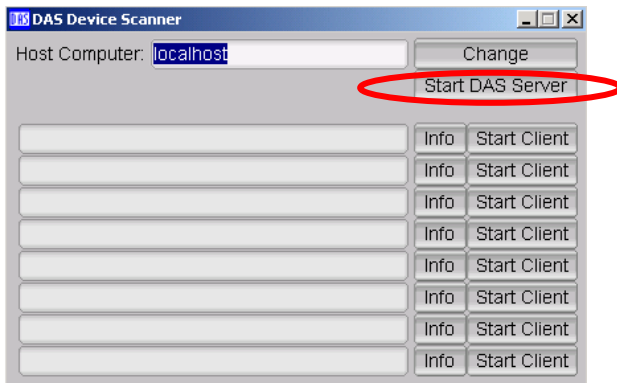 DAS DAS Device Scanner
Host Computer: localhost Change
Start DAS Server
Info Start Client
Info Start Client
Info Start Client
Info Start Client
Info Start Client
Info Start Client
Info Start Client
Info Start Client